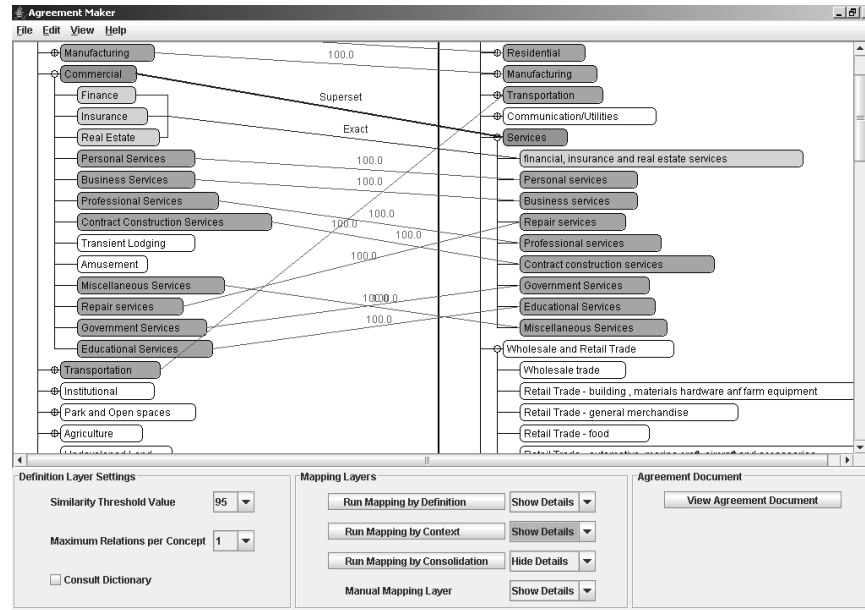 Agreement Maker
File Edit View Help
Manufacturing
Commercial
Finance
Insurance
Real Estate
Personal Services
Business Services
Professional Services
Contract Construction Services
Transient Lodging
Amusement
Miscellaneous Services
Repair services
Government Services
Educational Services
Transportation
Institutional
Park and Open spaces
Agriculture
100.0
Superset
Exact
100.0
100.0
100.0
100.0
100.0
100.0
100.0
100.0
Residential
Manufacturing
Transportation
Communication/Utilities
Services
financial, insurance and real estate services
Personal services
Business services
Repair services
Professional services
Contract construction services
Government Services
Educational Services
Miscellaneous Services
Wholesale and Retail Trade
Wholesale trade
Retail Trade - building , materials hardware anf farm equipment
Retail Trade - general merchandise
Retail Trade - food
Definition Layer Settings
Similarity Threshold Value 95
Maximum Relations per Concept 1
Consult Dictionary
Mapping Layers
Run Mapping by Definition Show Details
Run Mapping by Context Show Details
Run Mapping by Consolidation Hide Details
Manual Mapping Layer Show Details
Agreement Document
View Agreement Document